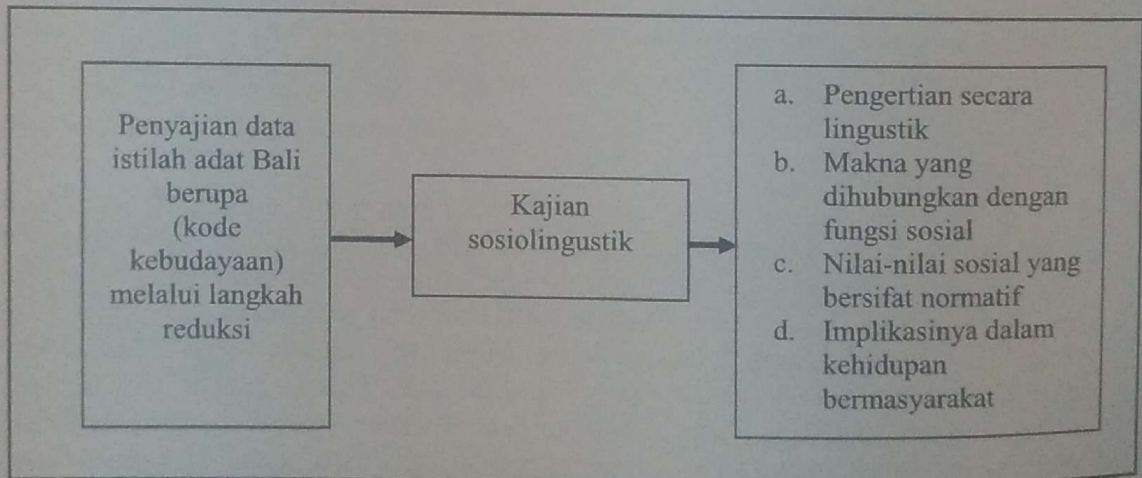 Penyajian data
istilah adat Bali
berupa
(kode
kebudayaan)
melalui langkah
reduksi
Kajian
sosiolingustik
a. Pengertian secara
lingustik
b. Makna yang
dihubungkan dengan
fungsi sosial
c. Nilai-nilai sosial yang
bersifat normatif
d. Implikasinya dalam
kehidupan
bermasyarakat